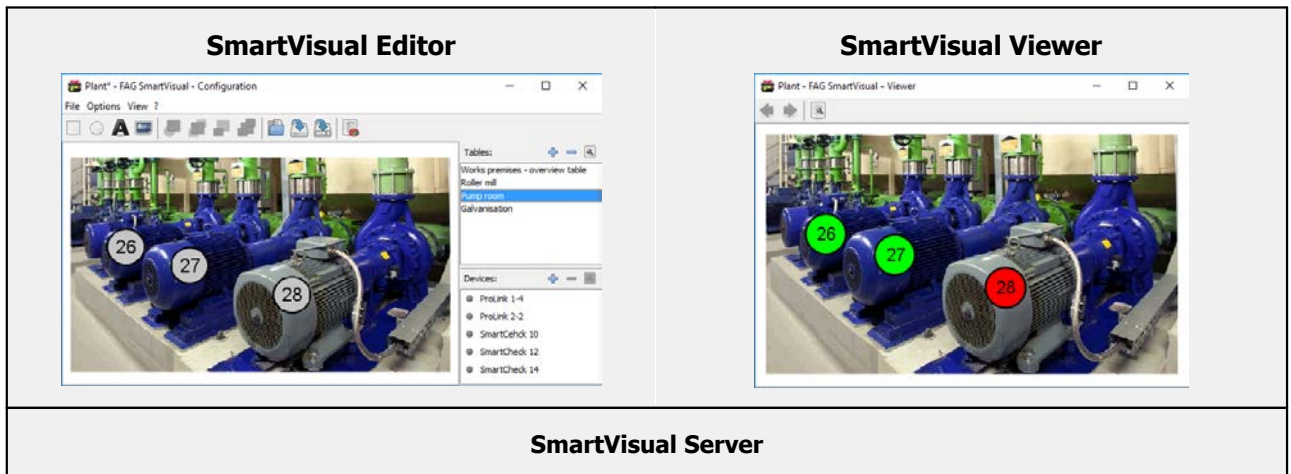 SmartVisual Editor
Plant* - FAG SmartVisual - Configuration
File Options View ?
A
Tables:
Works premises - overview table
Roller mill
Pump room
Galvanisation
26
27
28
Devices:
ProLink 1-4
ProLink 2-2
SmartCehck 10
SmartCheck 12
SmartCheck 14
SmartVisual Viewer
Plant - FAG SmartVisual - Viewer
26
27
28
SmartVisual Server